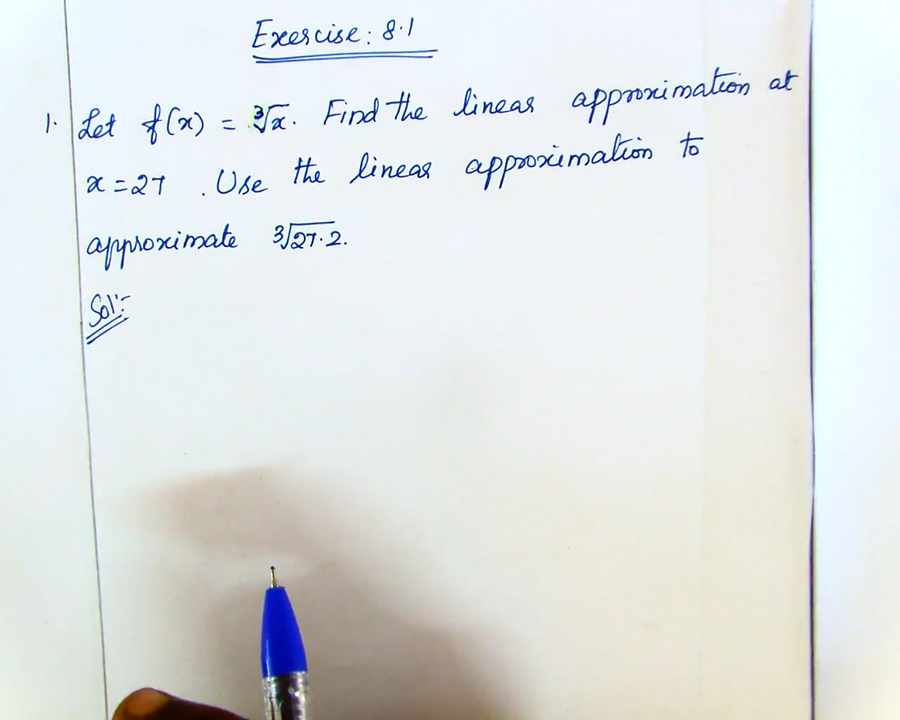 Exercise: 8.1
1. Let f(x) = ∛x. Find the linear approximation at
x = 27. Use the linear approximation to
approximate ∛27.2.
Sol:-